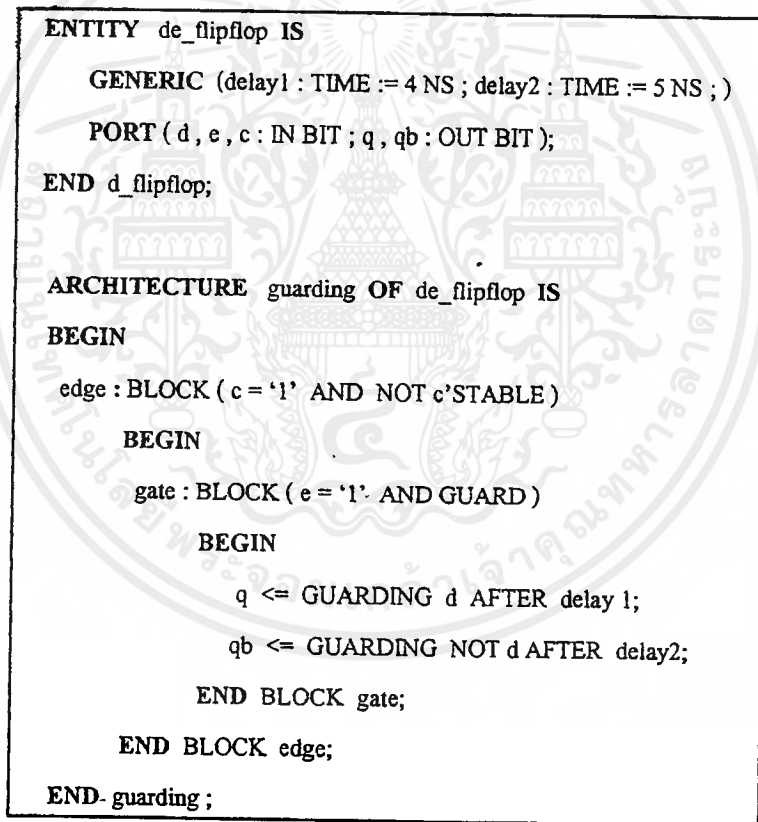 ENTITY de_flipflop IS
GENERIC (delay1 : TIME := 4 NS ; delay2 : TIME := 5 NS ; )
PORT ( d , e , c : IN BIT ; q , qb : OUT BIT );
END d_flipflop;
ARCHITECTURE guarding OF de_flipflop IS
BEGIN
edge : BLOCK ( c = ‘1’ AND NOT c’STABLE )
BEGIN
gate : BLOCK ( e = ‘1’ AND GUARD )
BEGIN
q <= GUARDING d AFTER delay 1;
qb <= GUARDING NOT d AFTER delay2;
END BLOCK gate;
END BLOCK edge;
END guarding ;